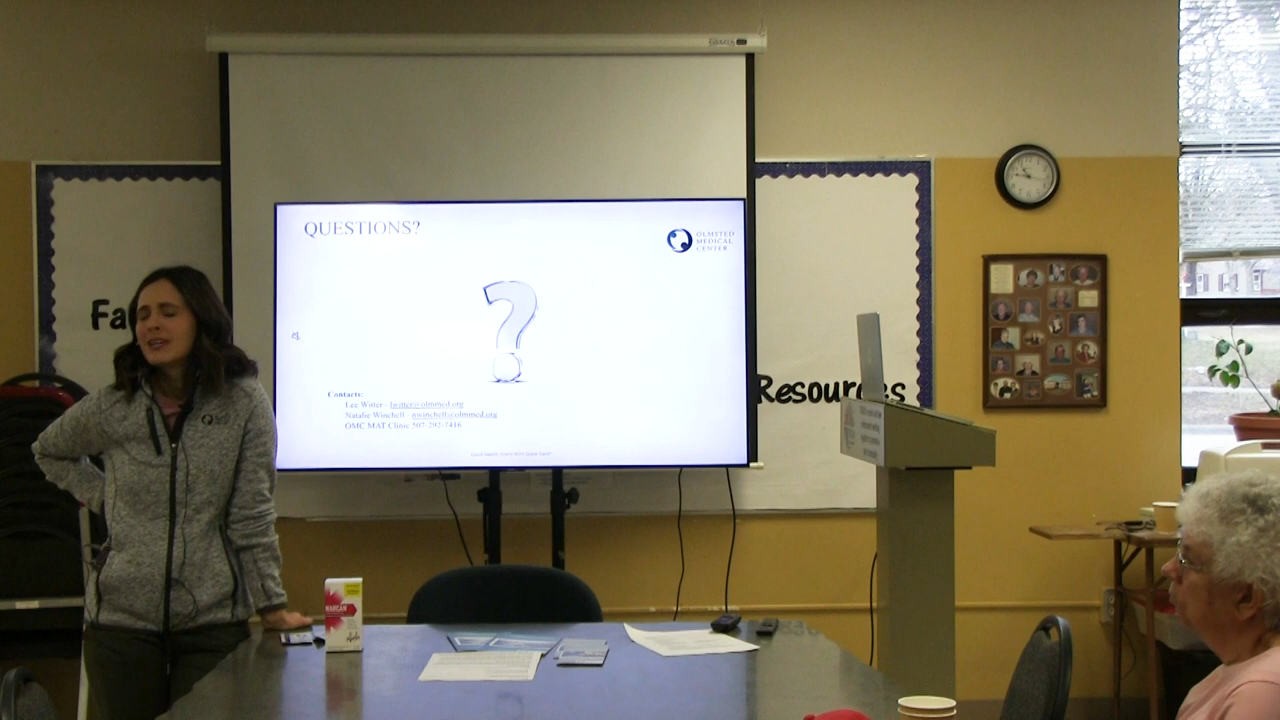 QUESTIONS?
OLMSTED
MEDICAL
CENTER
?
Fa
Resources
Contacts:
Lee Witter - lwitter@olmmed.org
Natalie Winchell - nwinchell@olmmed.org
OMC MAT Clinic 507-292-7416
NARCAN